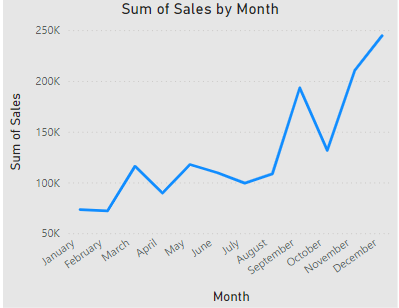 Sum of Sales by Month
250K
200K
150K
100K
50K
Sum of Sales
January
February
March
April
May
June
July
August
September
October
November
December
Month